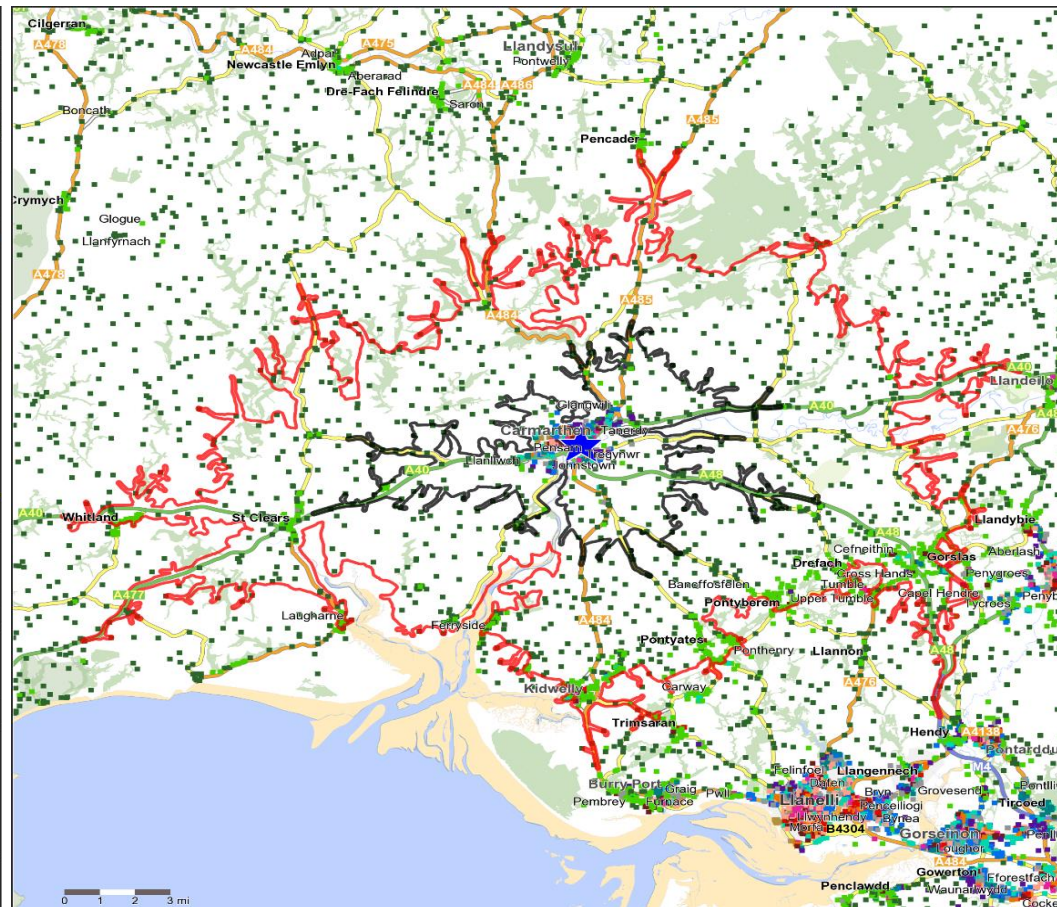 Cilgerran
A478
A484
A475
Adpar
Newcastle Emlyn
Llandysul
Pontwelly
Aberarad
Dre-Fach Felindre
A484
A486
Saron
Boncath
Pencader
A485
Crymych
Glogue
Llanfyrnach
A478
A485
A484
A40
Llandeilo
Glangwili
A40
A476
Carmarthen
Tanerdy
Pensarn
Tregynwr
Llanllwch
Johnstown
A40
A48
A40
Whitland
St Clears
Llandybie
A48
Cefneithin
Gorslas
Aberlash
Drefach
Cross Hands
Penygroes
Bancffosfelen
Tumble
Capel Hendre
A477
Pontyberem
Upper Tumble
Tycroes
Laugharne
Ferryside
A484
Pontyates
Ponthenry
Llannon
A48
Kidwelly
Carway
A476
Trimsaran
Hendy
A4138
Felinfoel
Llangennech
M4
Burry Port
Graig
Dafen
Bryn
Grovesend
Pembrey
Furnace
Pwll
Llanelli
Penceiliogi
Tircoed
Llwynhendy
Bynea
Morfa
B4304
Gorseinon
Loughor
A484
Gowerton
Fforestfach
Penclawdd
Waunarlwydd
0 1 2 3 mi